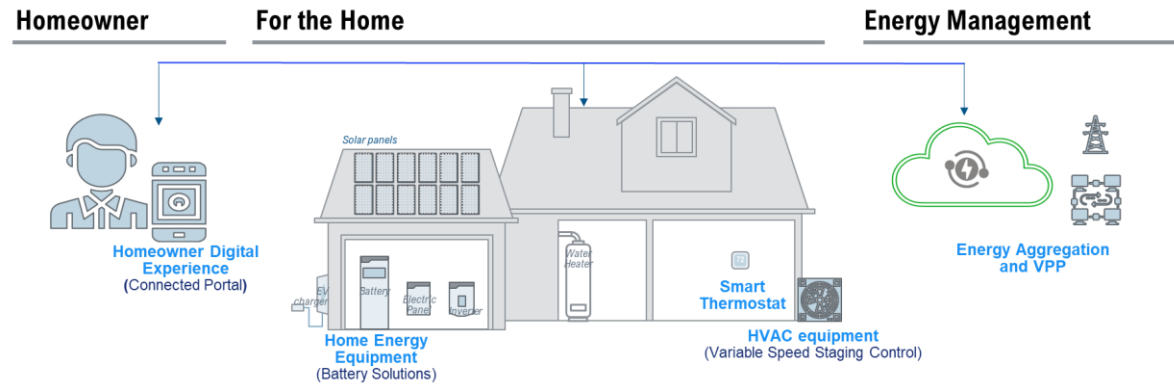 Homeowner
For the Home
Energy Management
Solar panels
Homeowner Digital
Experience
(Connected Portal)
EV
charger
Battery
Electric
Panel
Inverter
Home Energy
Equipment
(Battery Solutions)
Water
Heater
72
Smart
Thermostat
HVAC equipment
(Variable Speed Staging Control)
Energy Aggregation
and VPP